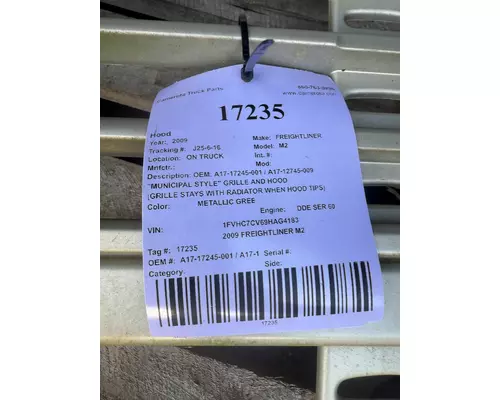 Truck Parts
17235
Hood
Year: 2009 Make: FREIGHTLINER
Tracking #: J25-6-16 Model: M2
Location: ON TRUCK Int.#:
Mnfctr.: Mod:
Description: OEM: A17-17245-001 / A17-12745-009
"MUNICIPAL STYLE" GRILLE AND HOOD
(GRILLE STAYS WITH RADIATOR WHEN HOOD TIPS)
Color: METALLIC GREE
Engine: DDE SER 60
VIN: 1FVHC7CV69HAG4183
2009 FREIGHTLINER M2
Tag #: 17235
OEM #: A17-17245-001 / A17-1 Serial #:
Category: Side:
17235